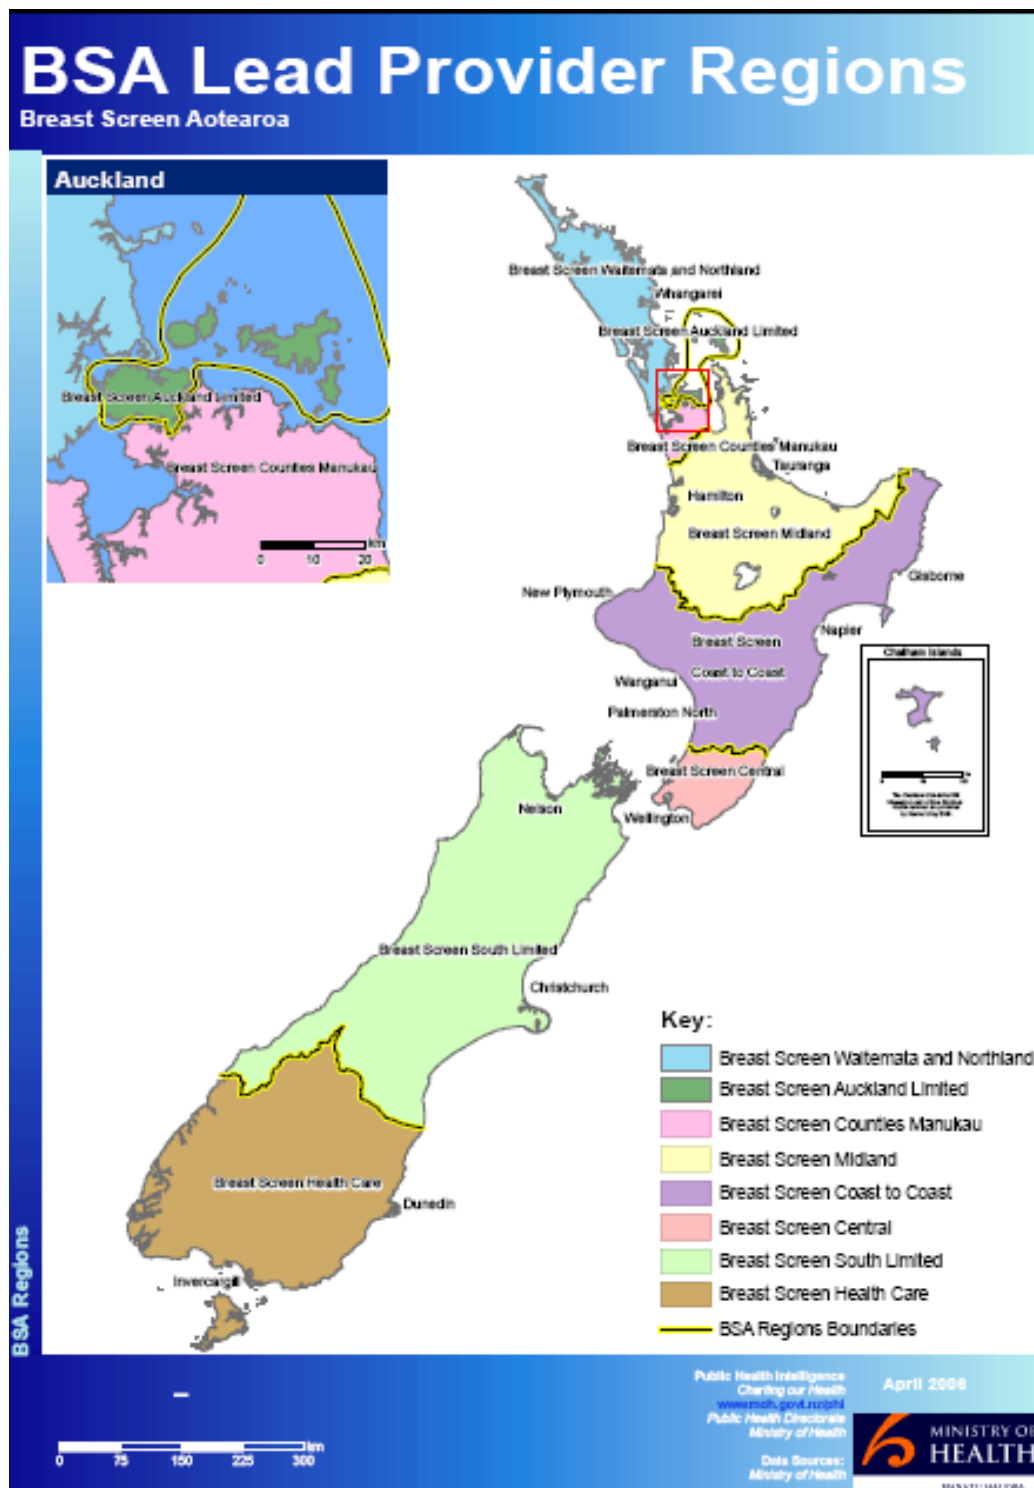 BSA Lead Provider Regions
Breast Screen Aotearoa
Auckland
Breast Screen Auckland Limited
Breast Screen Counties Manukau
km
0 10 20
Breast Screen Waitemata and Northland
Whangarei
Breast Screen Auckland Limited
Breast Screen Counties Manukau
Tauranga
Hamilton
Breast Screen Midland
Gisborne
New Plymouth
Napier
Breast Screen
Coast to Coast
Wanganui
Palmerston North
Chatham Islands
Breast Screen Central
Nelson
Wellington
Breast Screen South Limited
Christchurch
Breast Screen Health Care
Dunedin
Invercargill
Key:
Breast Screen Waitemata and Northland
Breast Screen Auckland Limited
Breast Screen Counties Manukau
Breast Screen Midland
Breast Screen Coast to Coast
Breast Screen Central
Breast Screen South Limited
Breast Screen Health Care
BSA Regions Boundaries
BSA Regions
km
0 75 150 225 300
Public Health Intelligence
Charting our Health
www.moh.govt.nz/phi
Public Health Directorate
Ministry of Health
Data Sources:
Ministry of Health
April 2006
MINISTRY OF
HEALTH